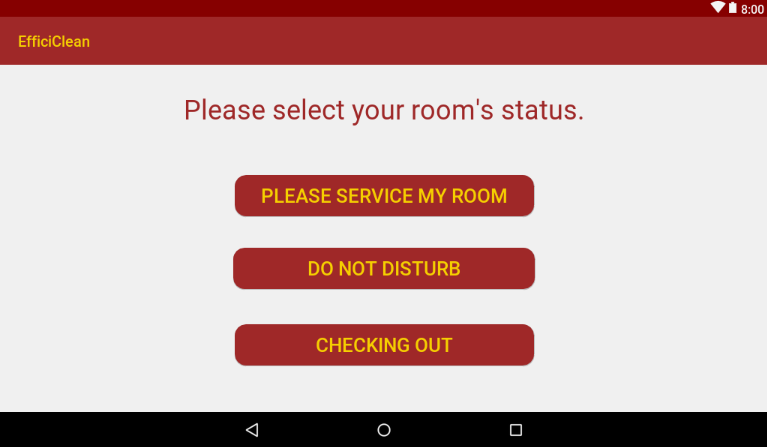 8:00
EfficiClean
Please select your room's status.
PLEASE SERVICE MY ROOM
DO NOT DISTURB
CHECKING OUT